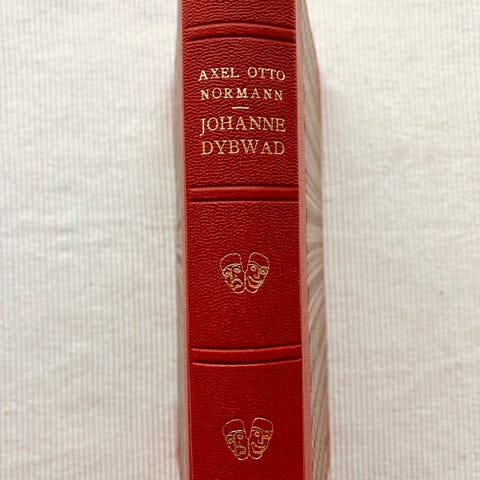 AXEL OTTO
NORMANN
JOHANNE
DYBWAD